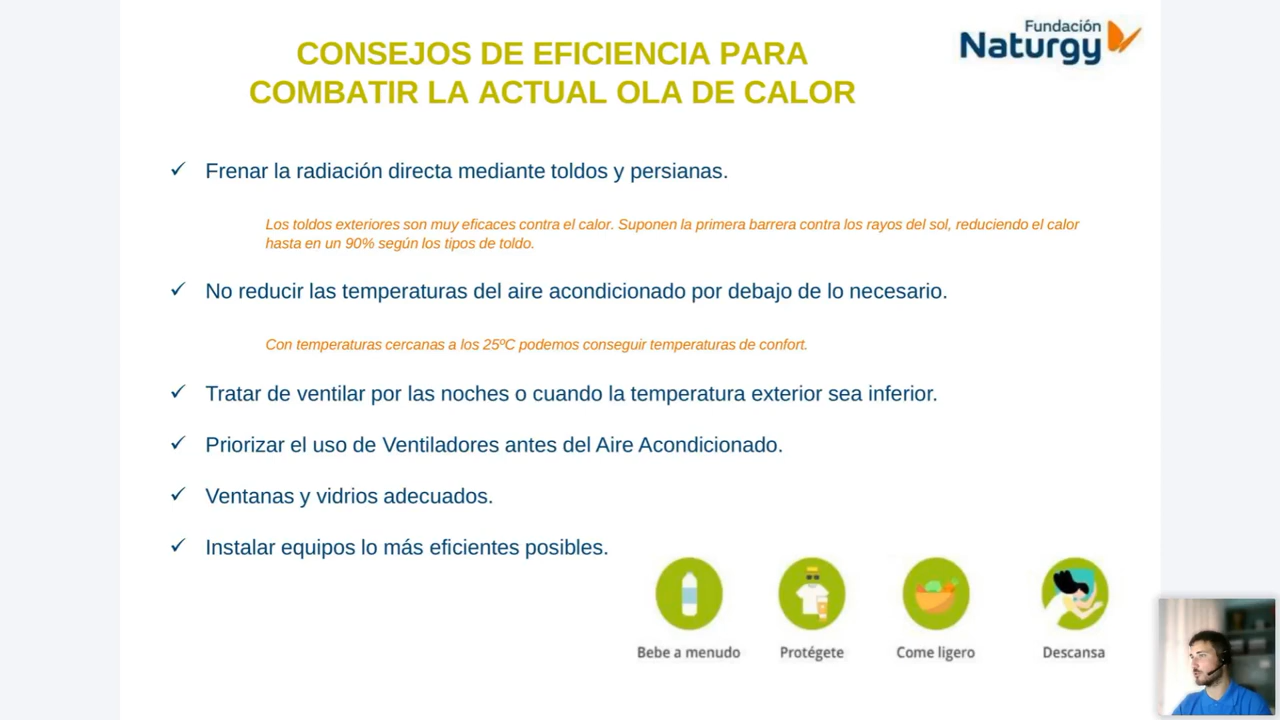 Fundación
Naturgy
CONSEJOS DE EFICIENCIA PARA
COMBATIR LA ACTUAL OLA DE CALOR
✓ Frenar la radiación directa mediante toldos y persianas.
Los toldos exteriores son muy eficaces contra el calor. Suponen la primera barrera contra los rayos del sol, reduciendo el calor
hasta en un 90% según los tipos de toldo.
✓ No reducir las temperaturas del aire acondicionado por debajo de lo necesario.
Con temperaturas cercanas a los 25ºC podemos conseguir temperaturas de confort.
✓ Tratar de ventilar por las noches o cuando la temperatura exterior sea inferior.
✓ Priorizar el uso de Ventiladores antes del Aire Acondicionado.
✓ Ventanas y vidrios adecuados.
✓ Instalar equipos lo más eficientes posibles.
Bebe a menudo Protégete Come ligero Descansa